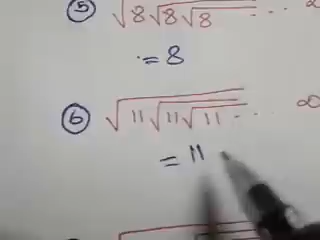 ⑤ √8√8√8 ..... ∞
= 8
⑥ √11√11√11 ..... ∞
= 11